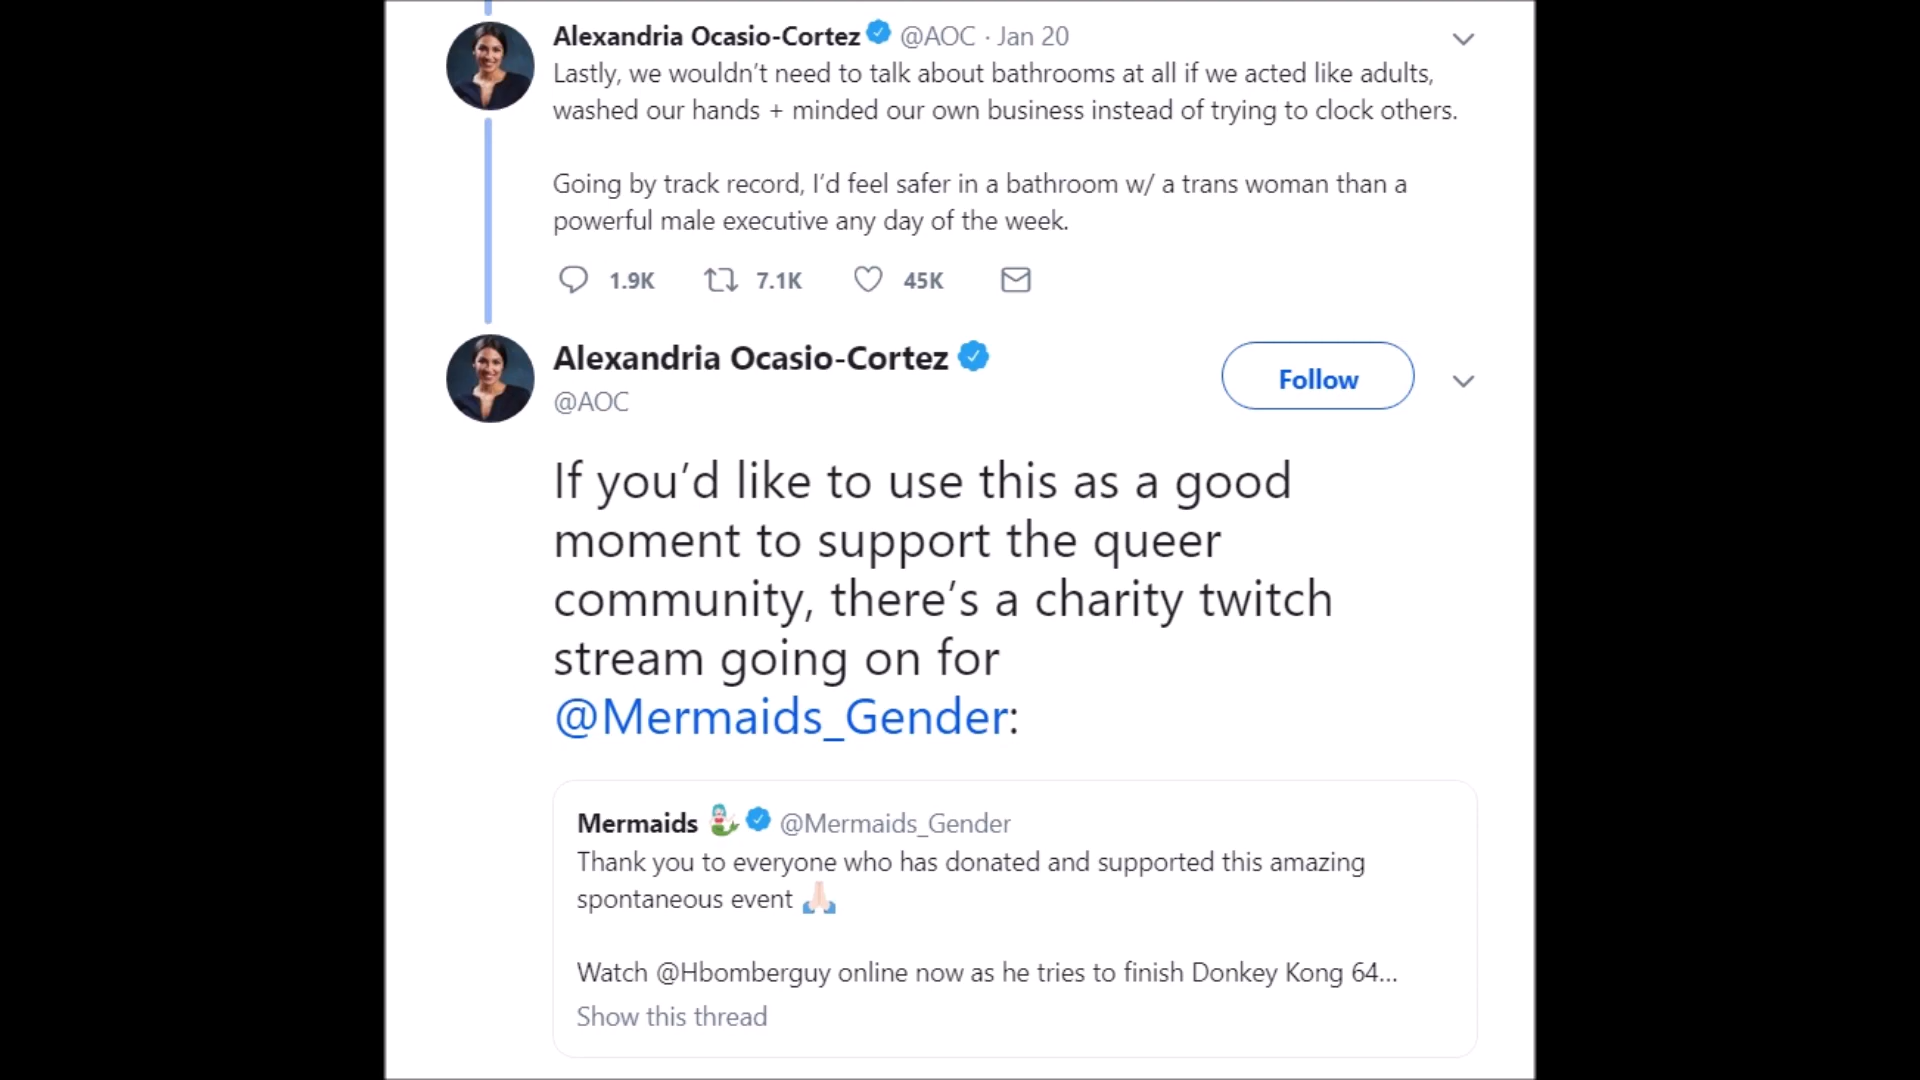 Alexandria Ocasio-Cortez @AOC · Jan 20
Lastly, we wouldn't need to talk about bathrooms at all if we acted like adults,
washed our hands + minded our own business instead of trying to clock others.
Going by track record, I'd feel safer in a bathroom w/ a trans woman than a
powerful male executive any day of the week.
1.9K 7.1K 45K
Alexandria Ocasio-Cortez
@AOC
Follow
If you'd like to use this as a good
moment to support the queer
community, there's a charity twitch
stream going on for
@Mermaids_Gender:
Mermaids @Mermaids_Gender
Thank you to everyone who has donated and supported this amazing
spontaneous event
Watch @Hbomberguy online now as he tries to finish Donkey Kong 64...
Show this thread